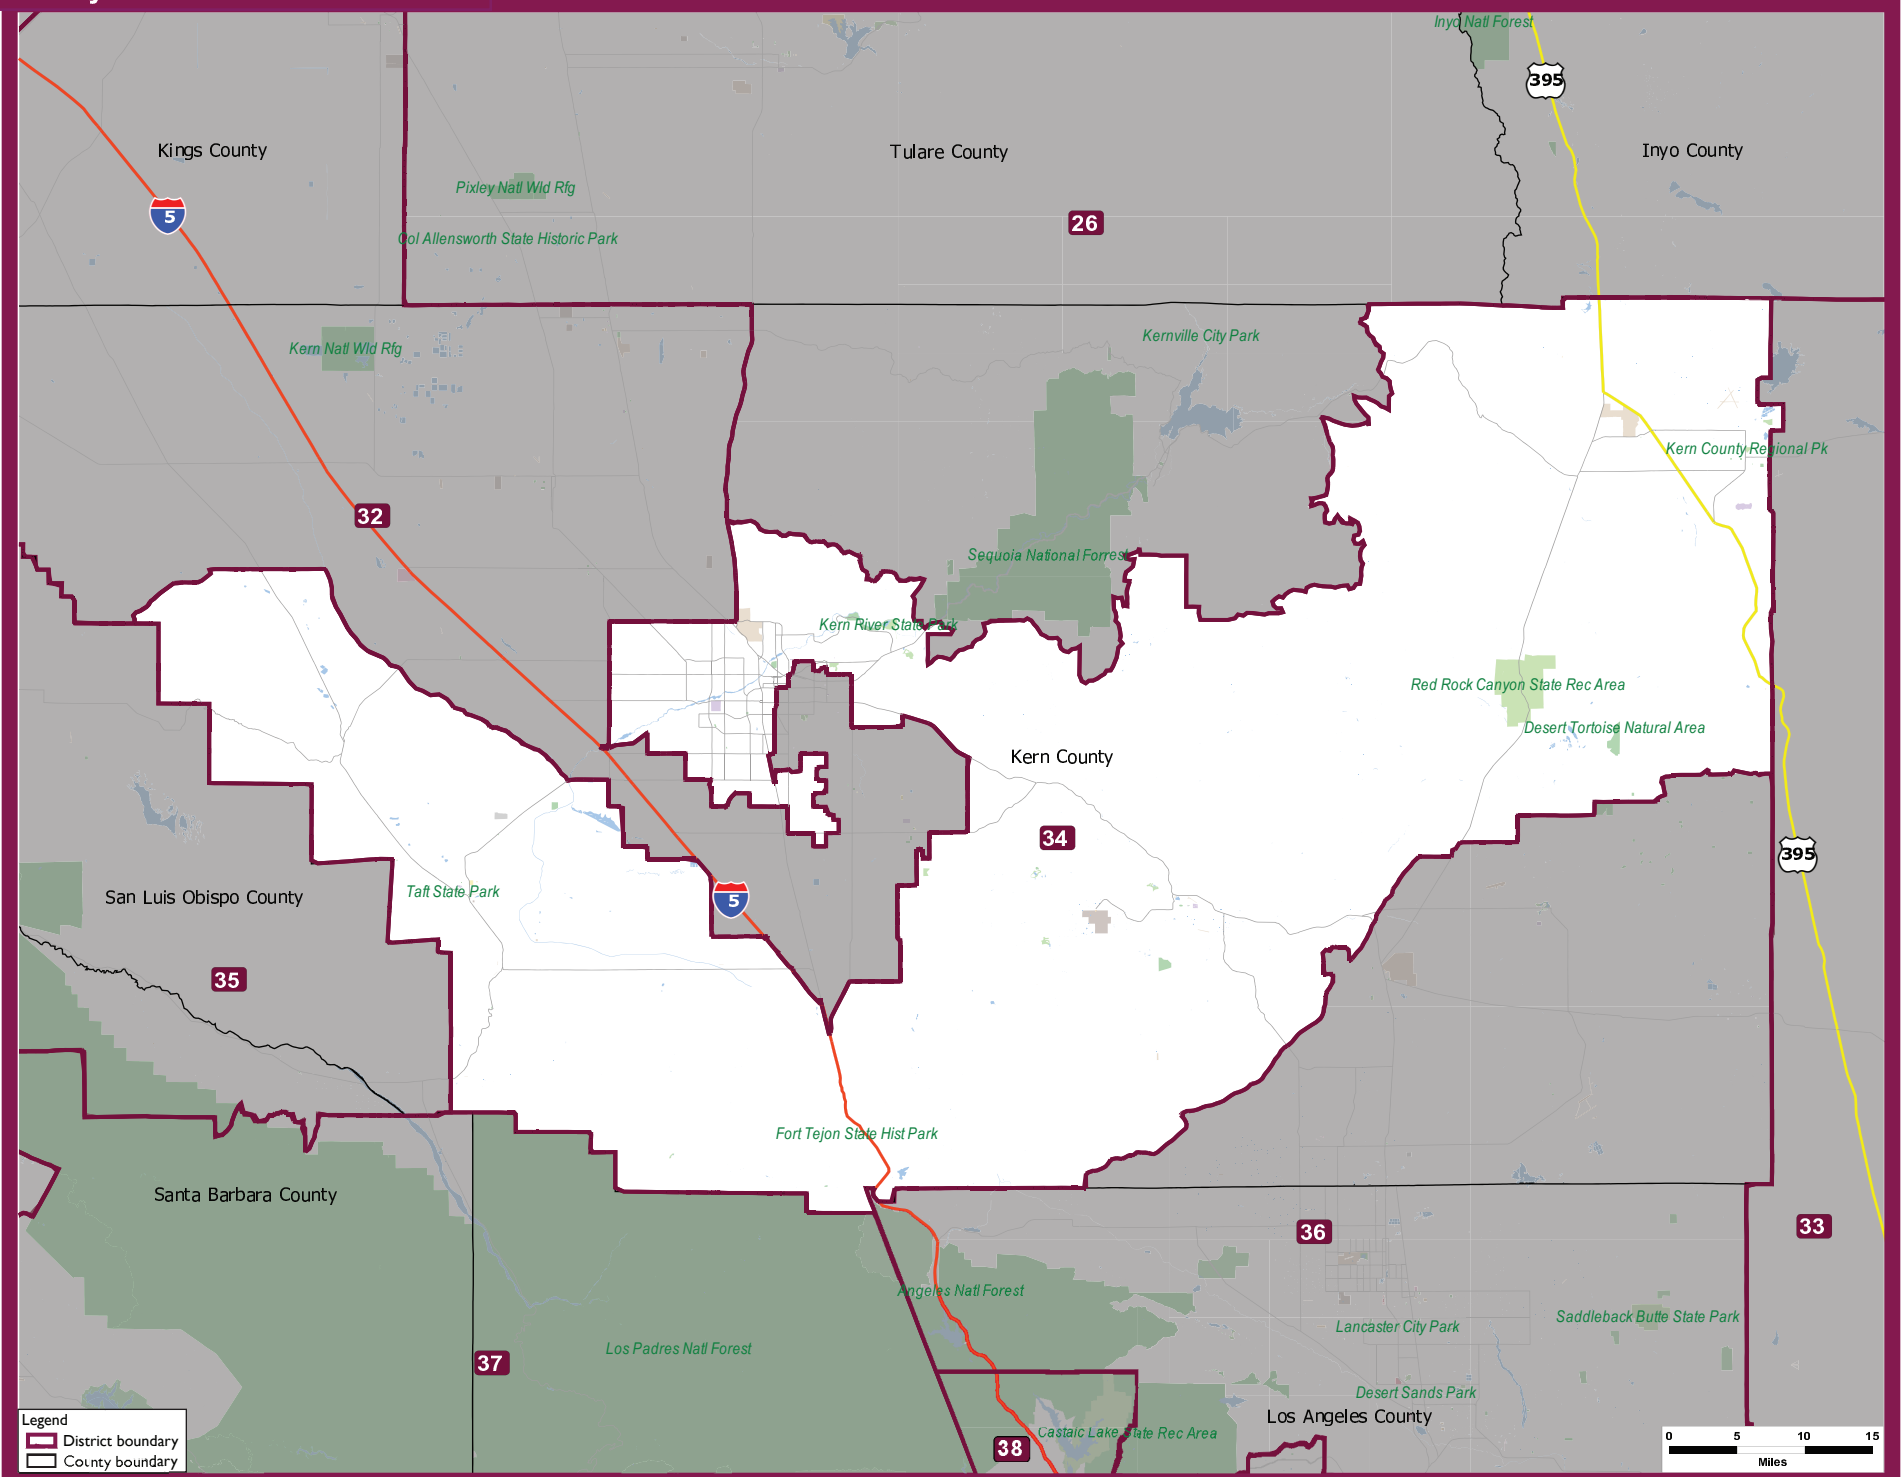 Inyo Natl Forest
395
Kings County
Tulare County
Inyo County
Pixley Natl Wld Rfg
5
26
Col Allensworth State Historic Park
Kernville City Park
Kern Natl Wld Rfg
Kern County Regional Pk
32
Sequoia National Forrest
Kern River State Park
Red Rock Canyon State Rec Area
Desert Tortoise Natural Area
Kern County
34
395
Taft State Park
San Luis Obispo County
5
35
Fort Tejon State Hist Park
Santa Barbara County
36
33
Angeles Natl Forest
Saddleback Butte State Park
Lancaster City Park
Los Padres Natl Forest
37
Desert Sands Park
Los Angeles County
Castaic Lake State Rec Area
38
Legend
District boundary
County boundary
0 5 10 15
Miles